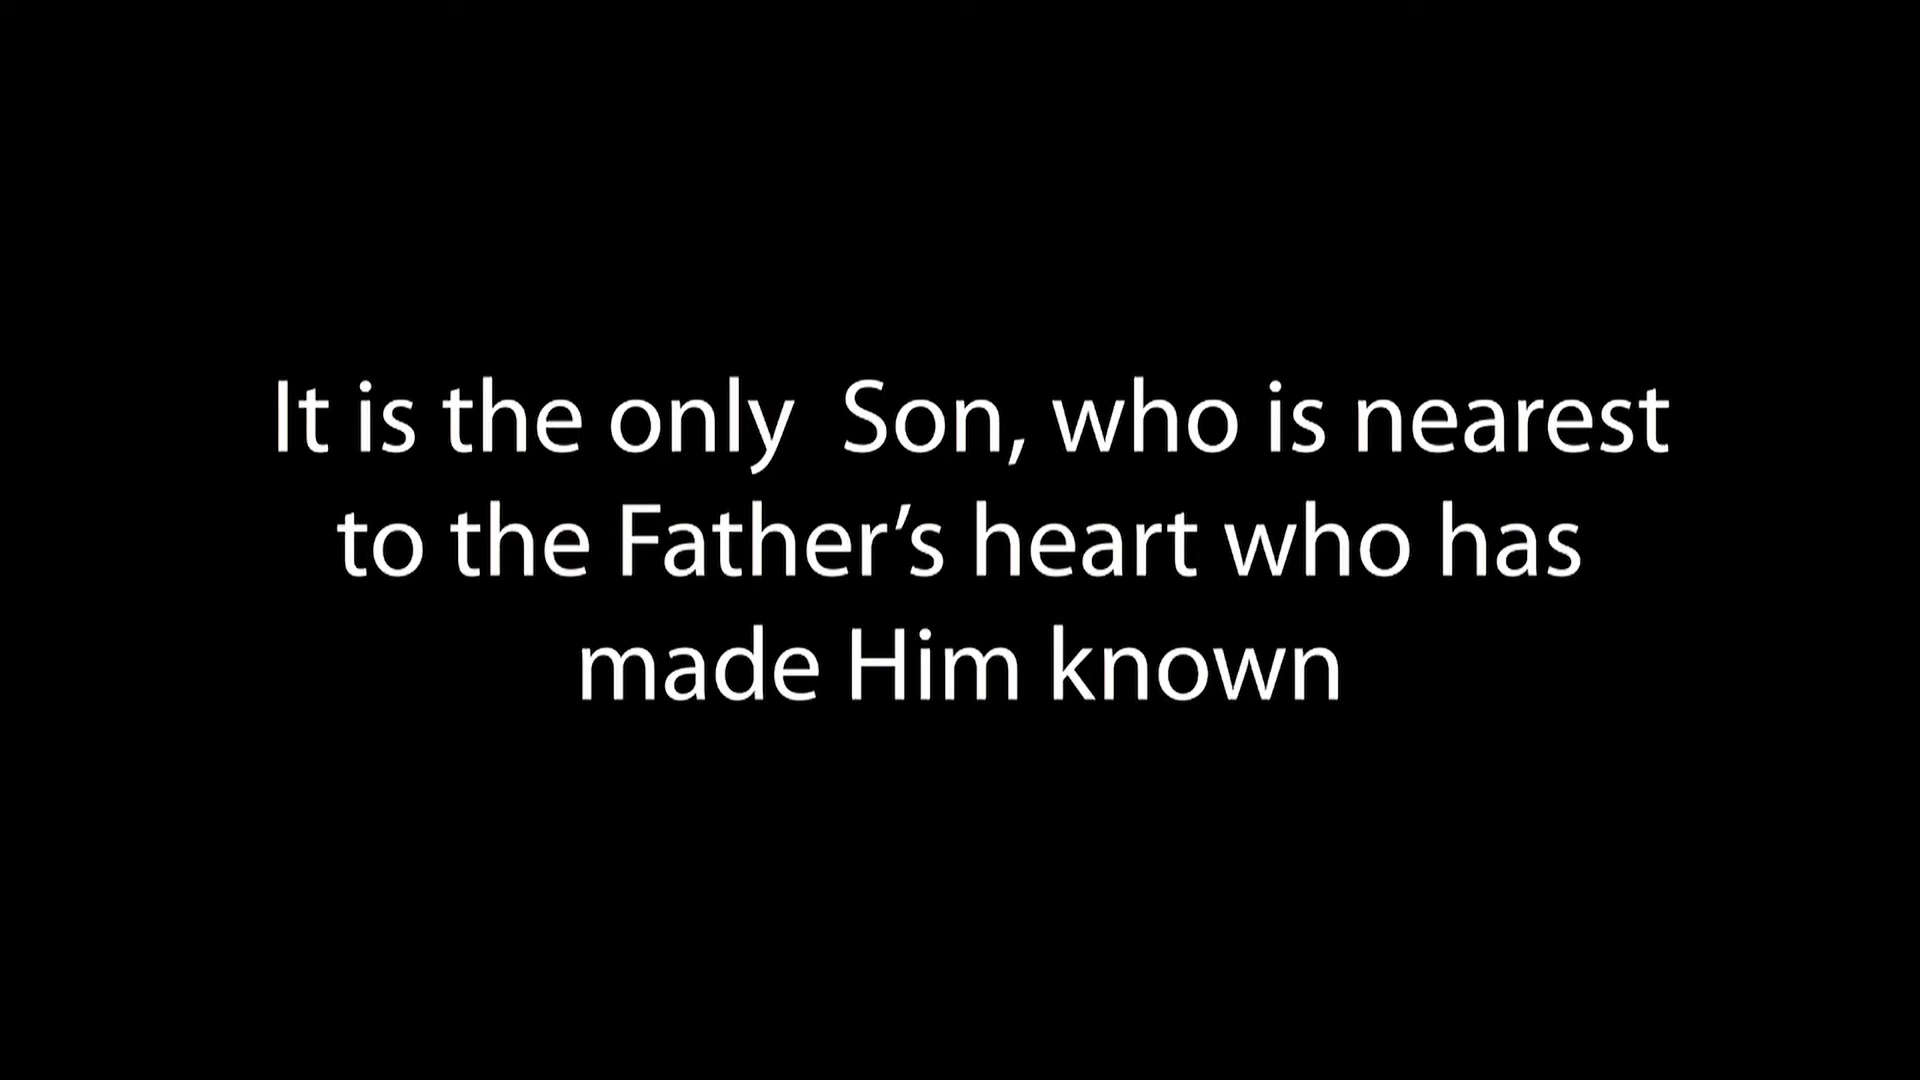 It is the only  Son, who is nearest
to the Father’s heart who has
made Him known